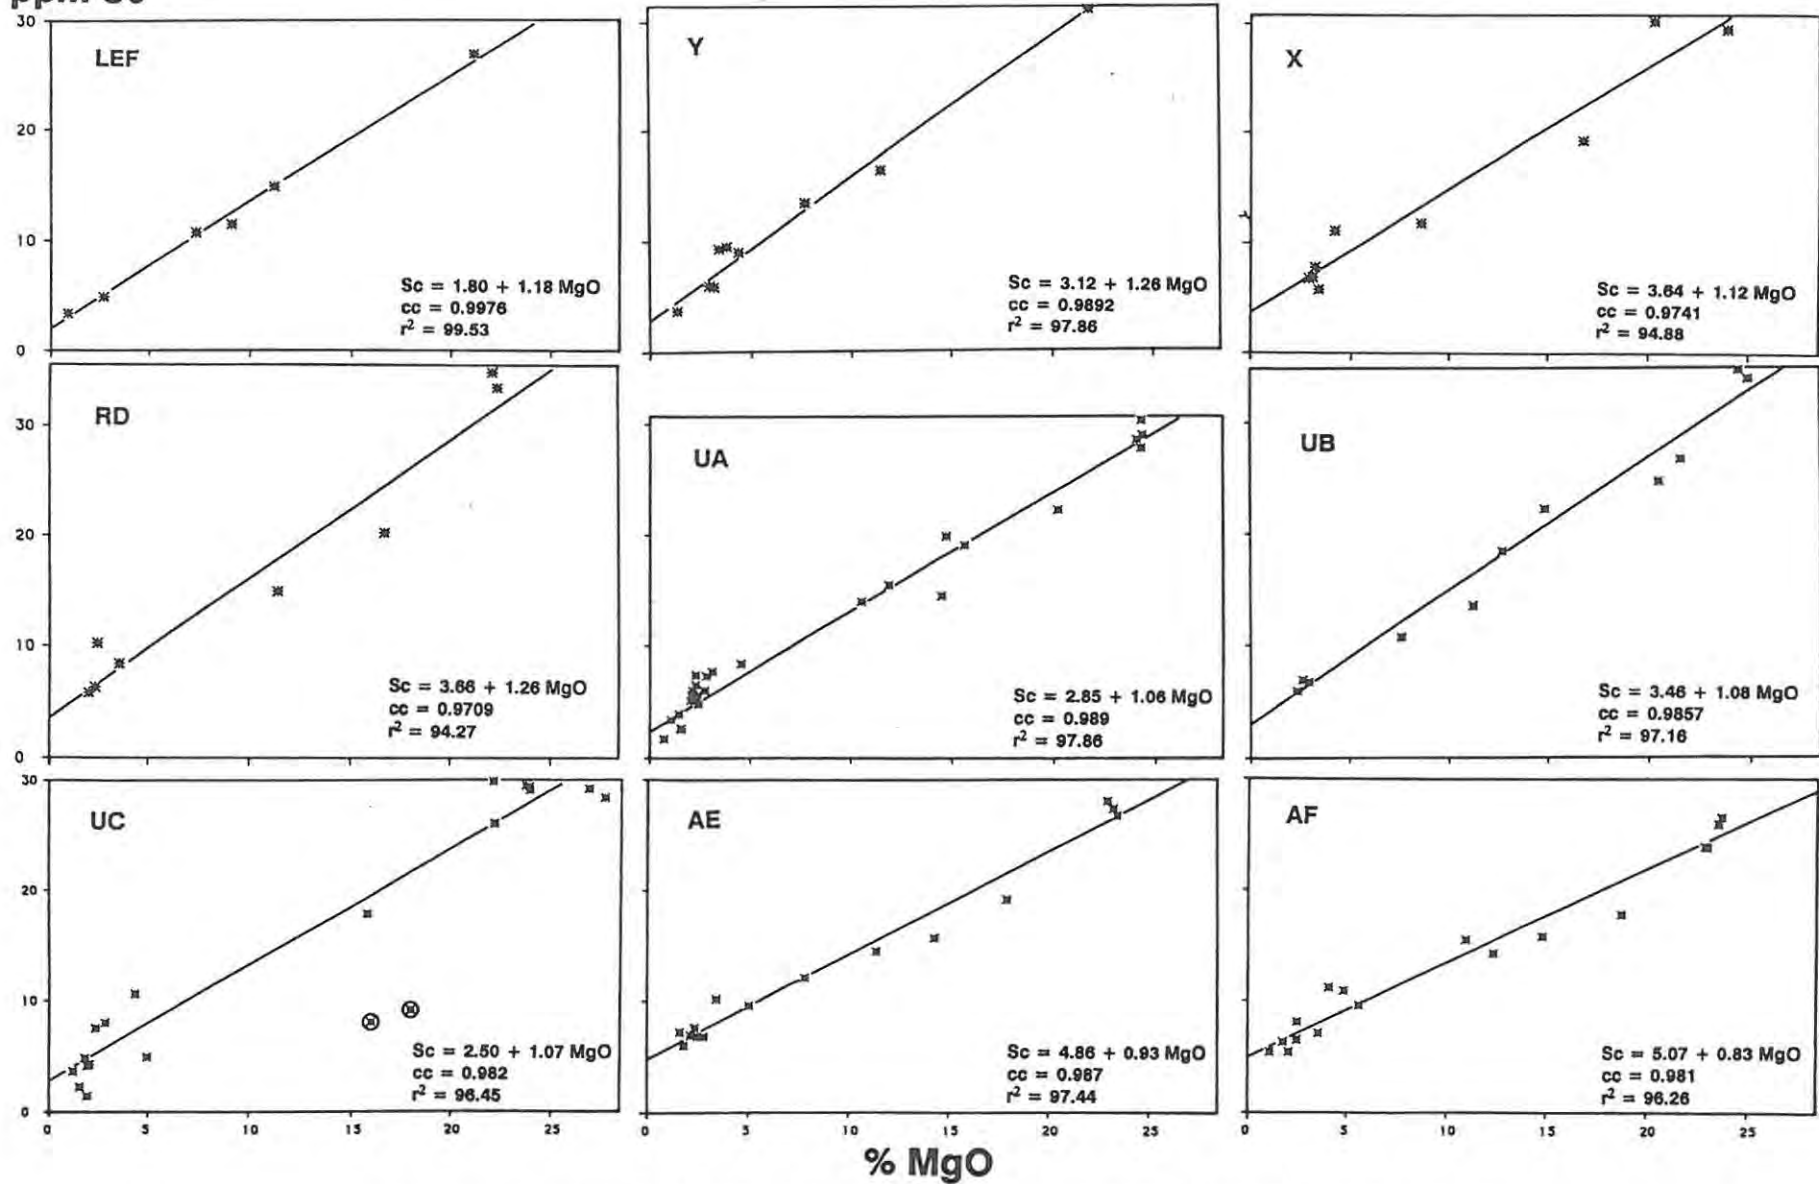 30
20
10
0
LEF
Sc = 1.80 + 1.18 MgO
cc = 0.9976
r² = 99.53
Y
Sc = 3.12 + 1.26 MgO
cc = 0.9892
r² = 97.86
X
Sc = 3.64 + 1.12 MgO
cc = 0.9741
r² = 94.88
30
20
10
0
RD
Sc = 3.66 + 1.26 MgO
cc = 0.9709
r² = 94.27
UA
Sc = 2.85 + 1.06 MgO
cc = 0.989
r² = 97.86
UB
Sc = 3.46 + 1.08 MgO
cc = 0.9857
r² = 97.16
30
20
10
0
UC
Sc = 2.50 + 1.07 MgO
cc = 0.982
r² = 96.45
0 5 10 15 20 25
AE
Sc = 4.86 + 0.93 MgO
cc = 0.987
r² = 97.44
0 5 10 15 20 25
AF
Sc = 5.07 + 0.83 MgO
cc = 0.981
r² = 96.26
0 5 10 15 20 25
% MgO